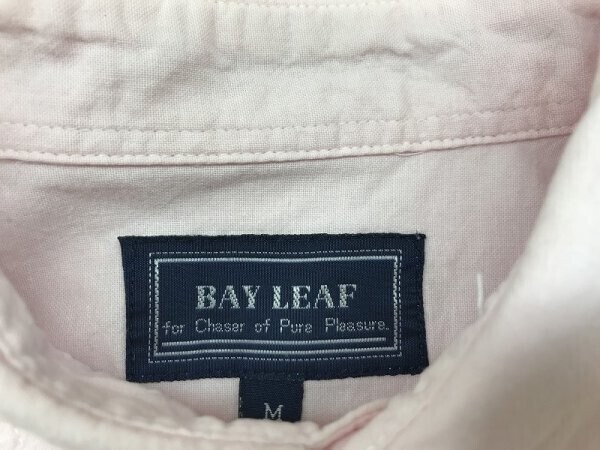 BAY LEAF
for Chaser of Pure Pleasure.
M